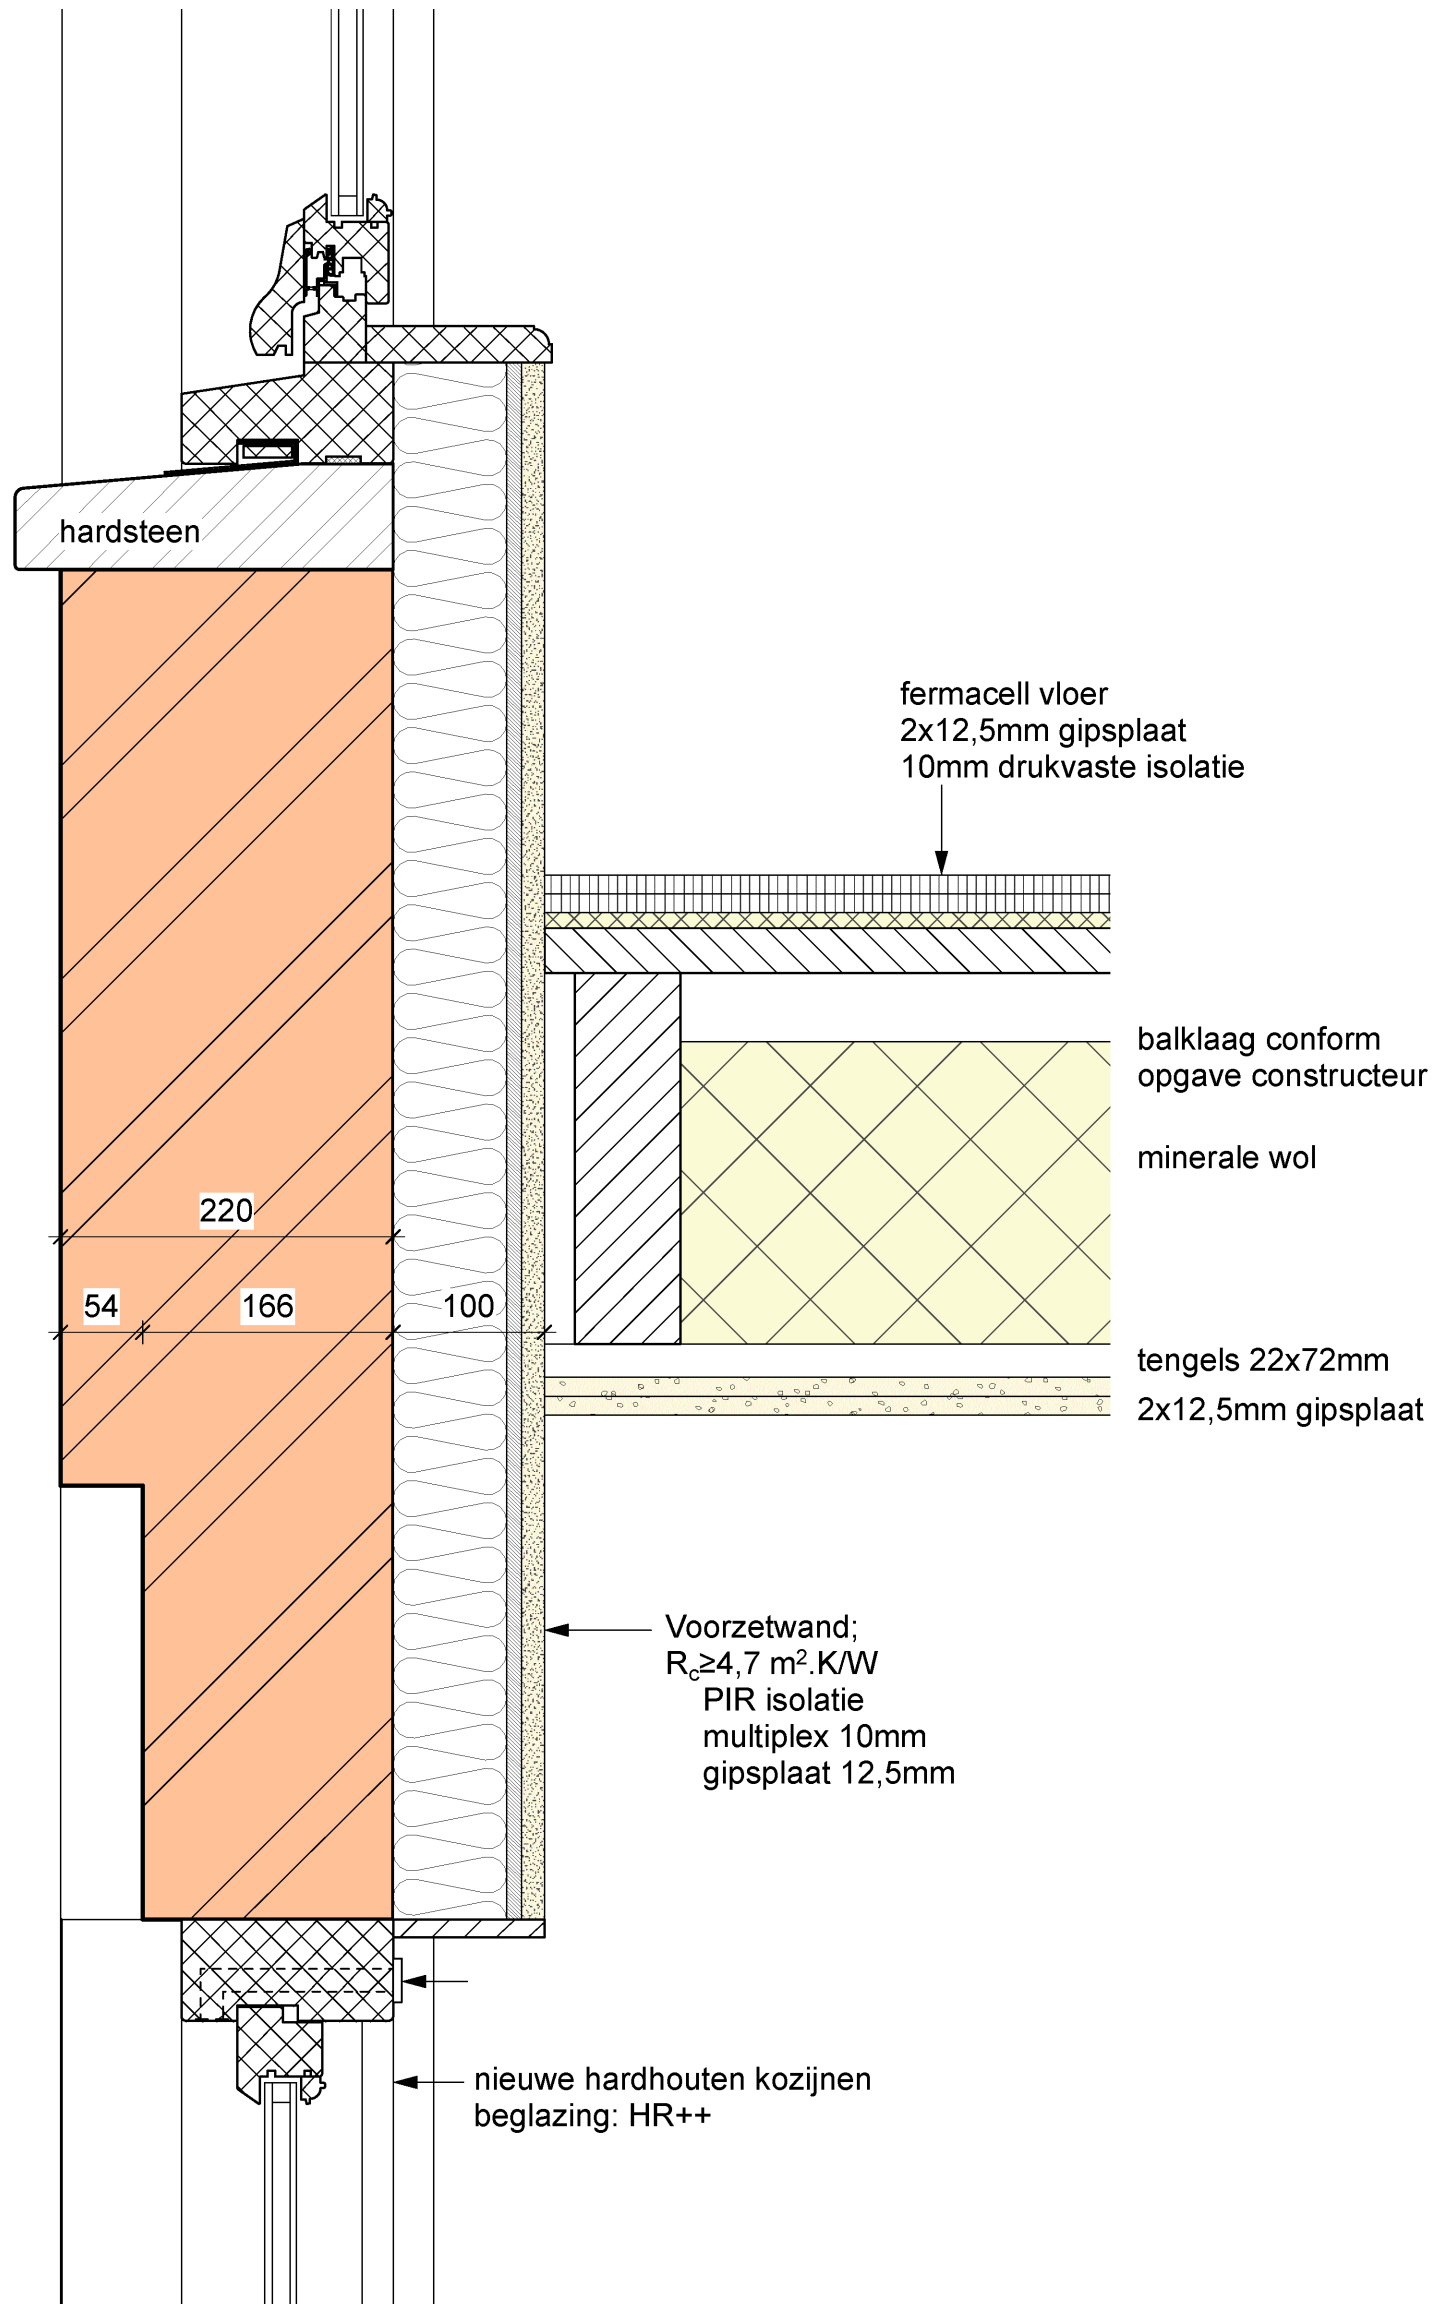 hardsteen
fermacell vloer
2x12,5mm gipsplaat
10mm drukvaste isolatie
balklaag conform
opgave constructeur
minerale wol
220
54
166
100
tengels 22x72mm
2x12,5mm gipsplaat
Voorzetwand;
Rc≥4,7 m².K/W
PIR isolatie
multiplex 10mm
gipsplaat 12,5mm
nieuwe hardhouten kozijnen
beglazing: HR++